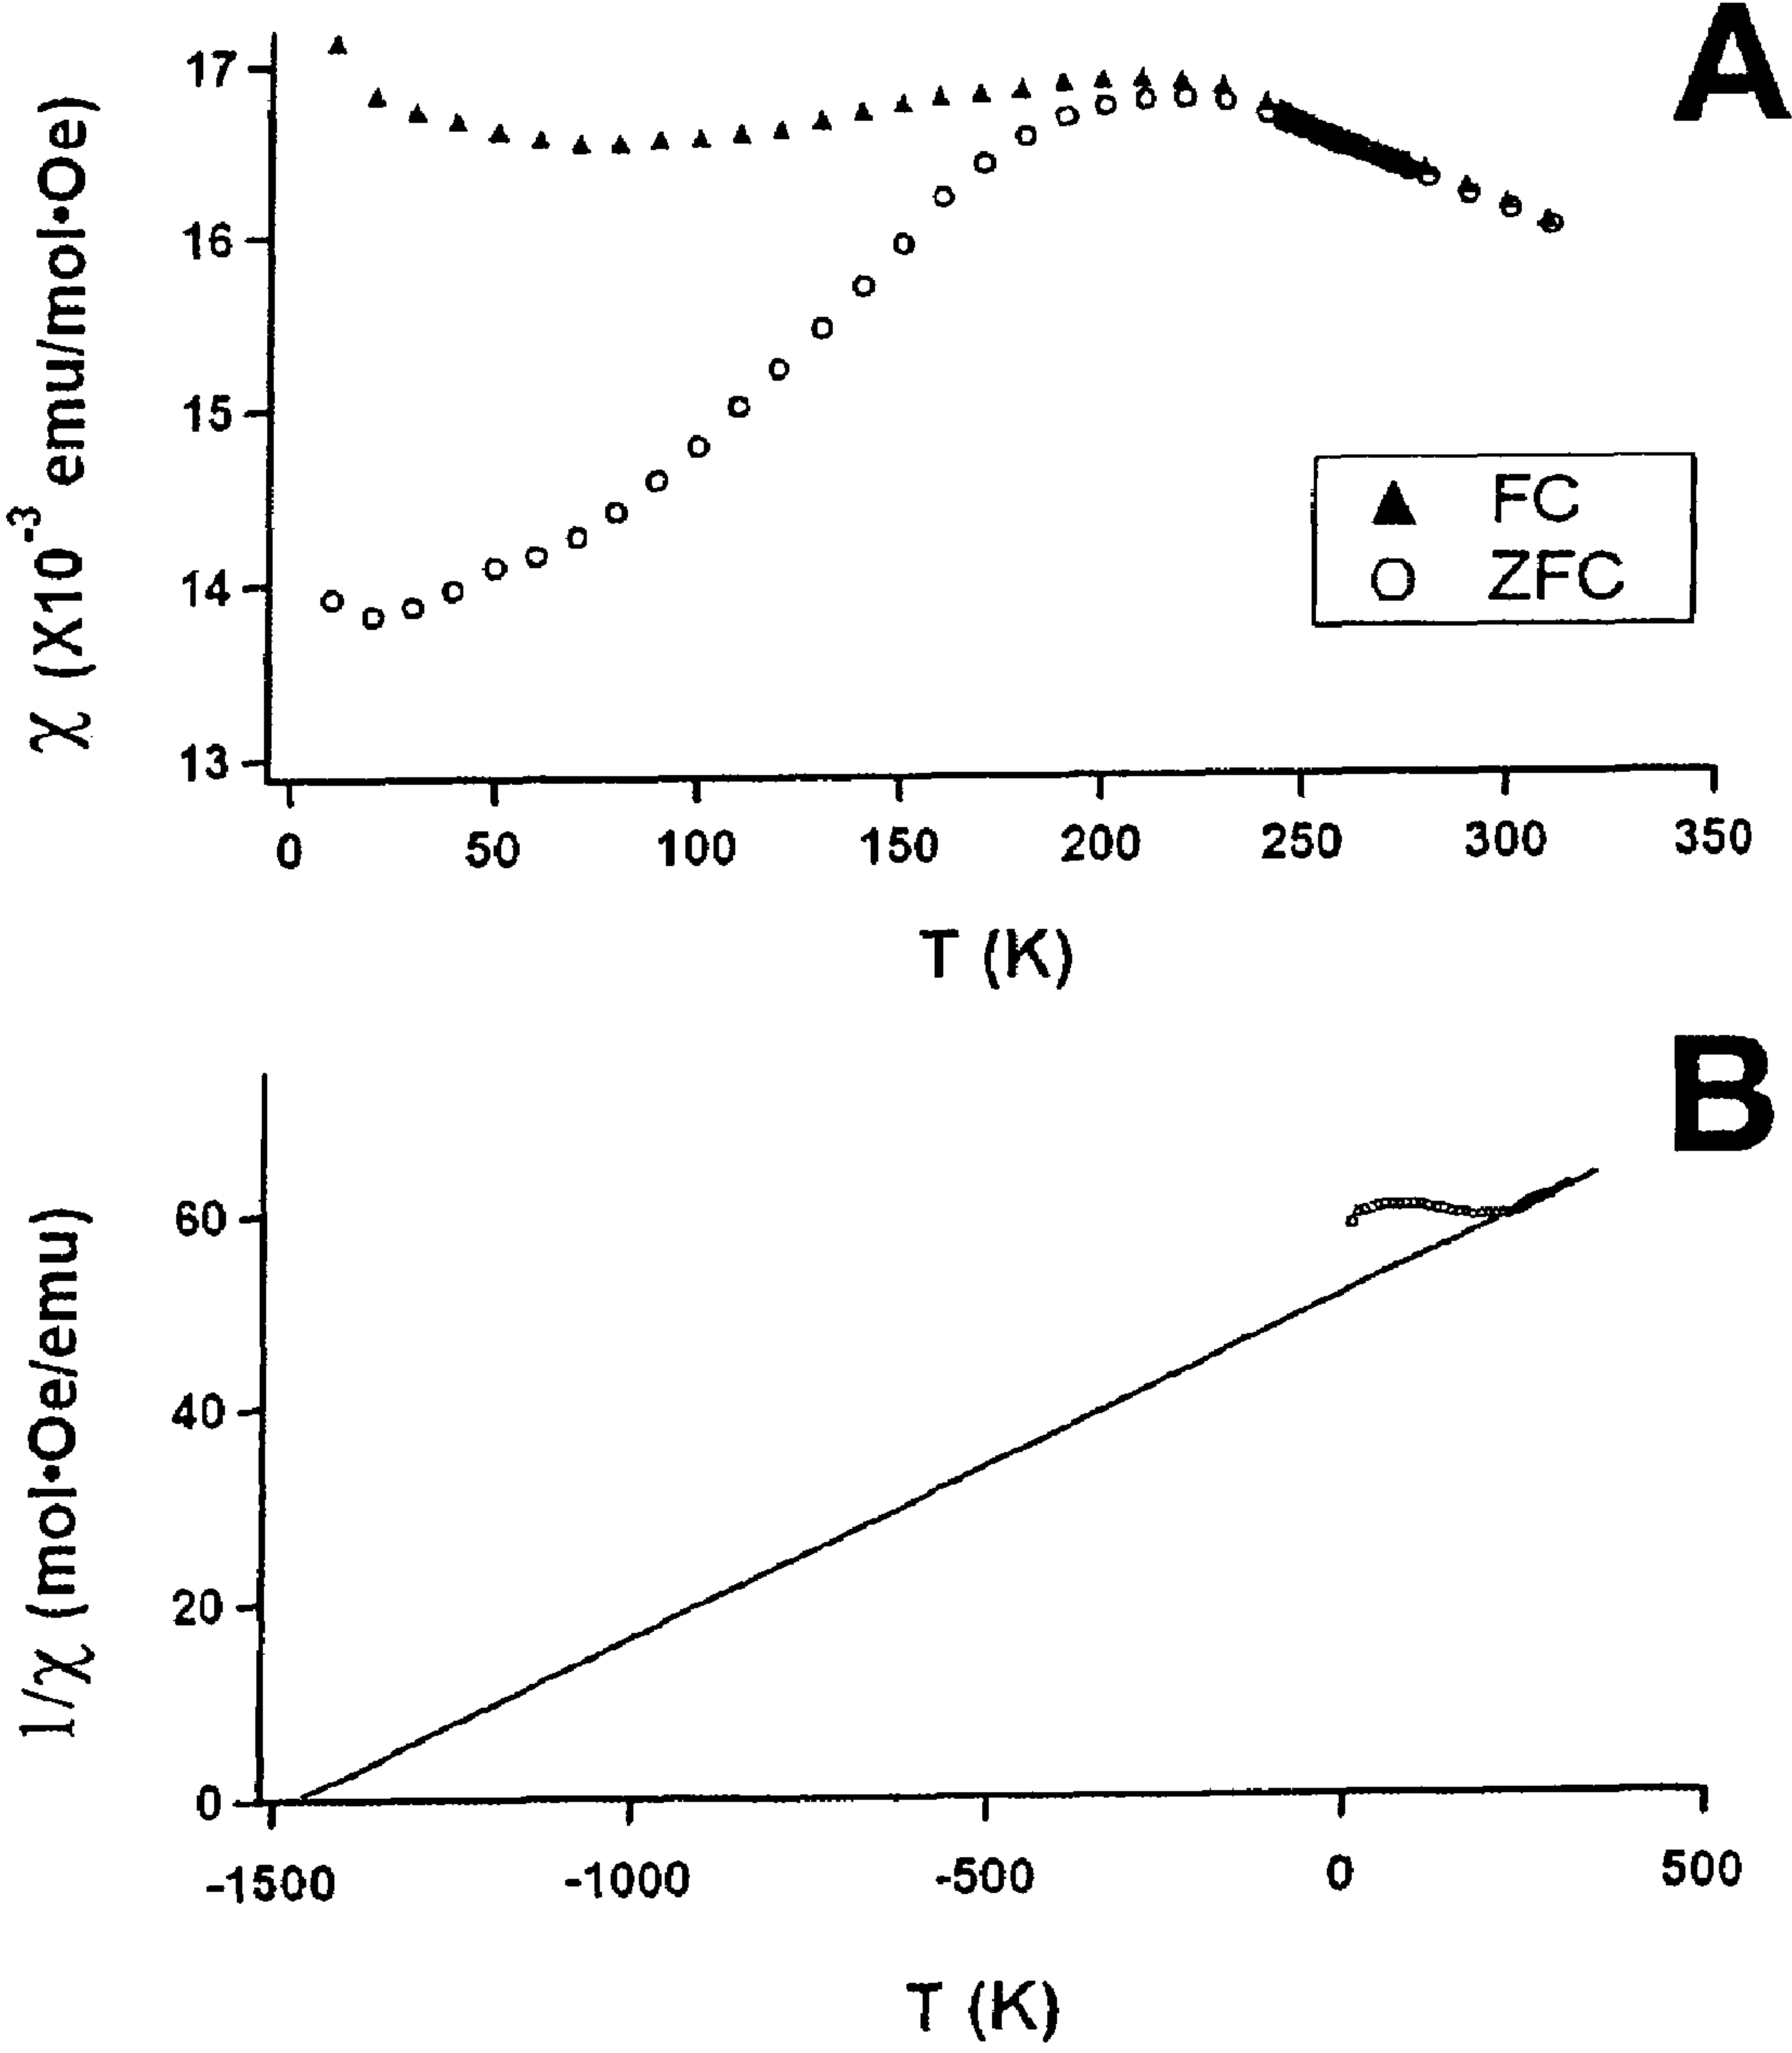 A
χ (X10⁻³ emu/mol•Oe)
17
16
15
14
13
FC
ZFC
0 50 100 150 200 250 300 350
T (K)
B
1/χ (mol•Oe/emu)
60
40
20
0
-1500 -1000 -500 0 500
T (K)